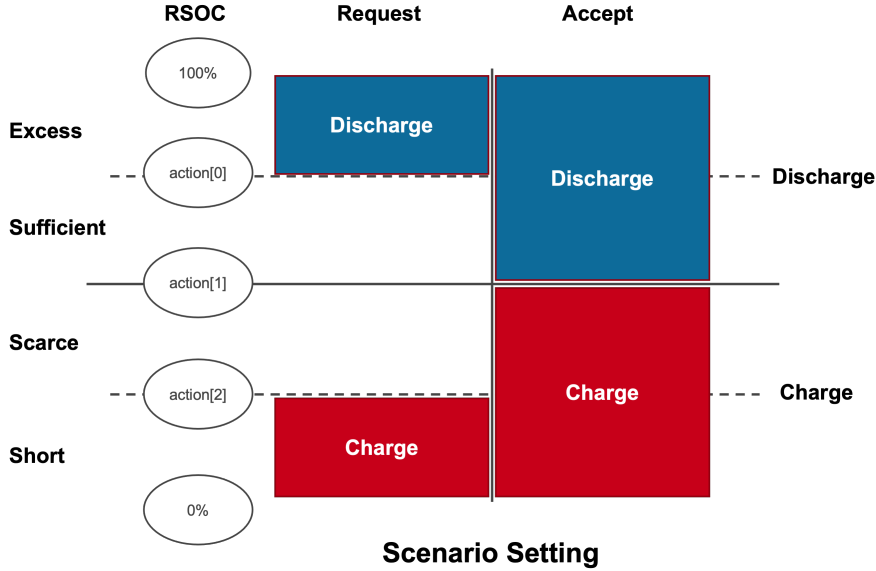 RSOC Request Accept
100%
Excess
Discharge
action[0]
Discharge
Discharge
Sufficient
action[1]
Scarce
action[2]
Charge
Charge
Short
Charge
0%
Scenario Setting